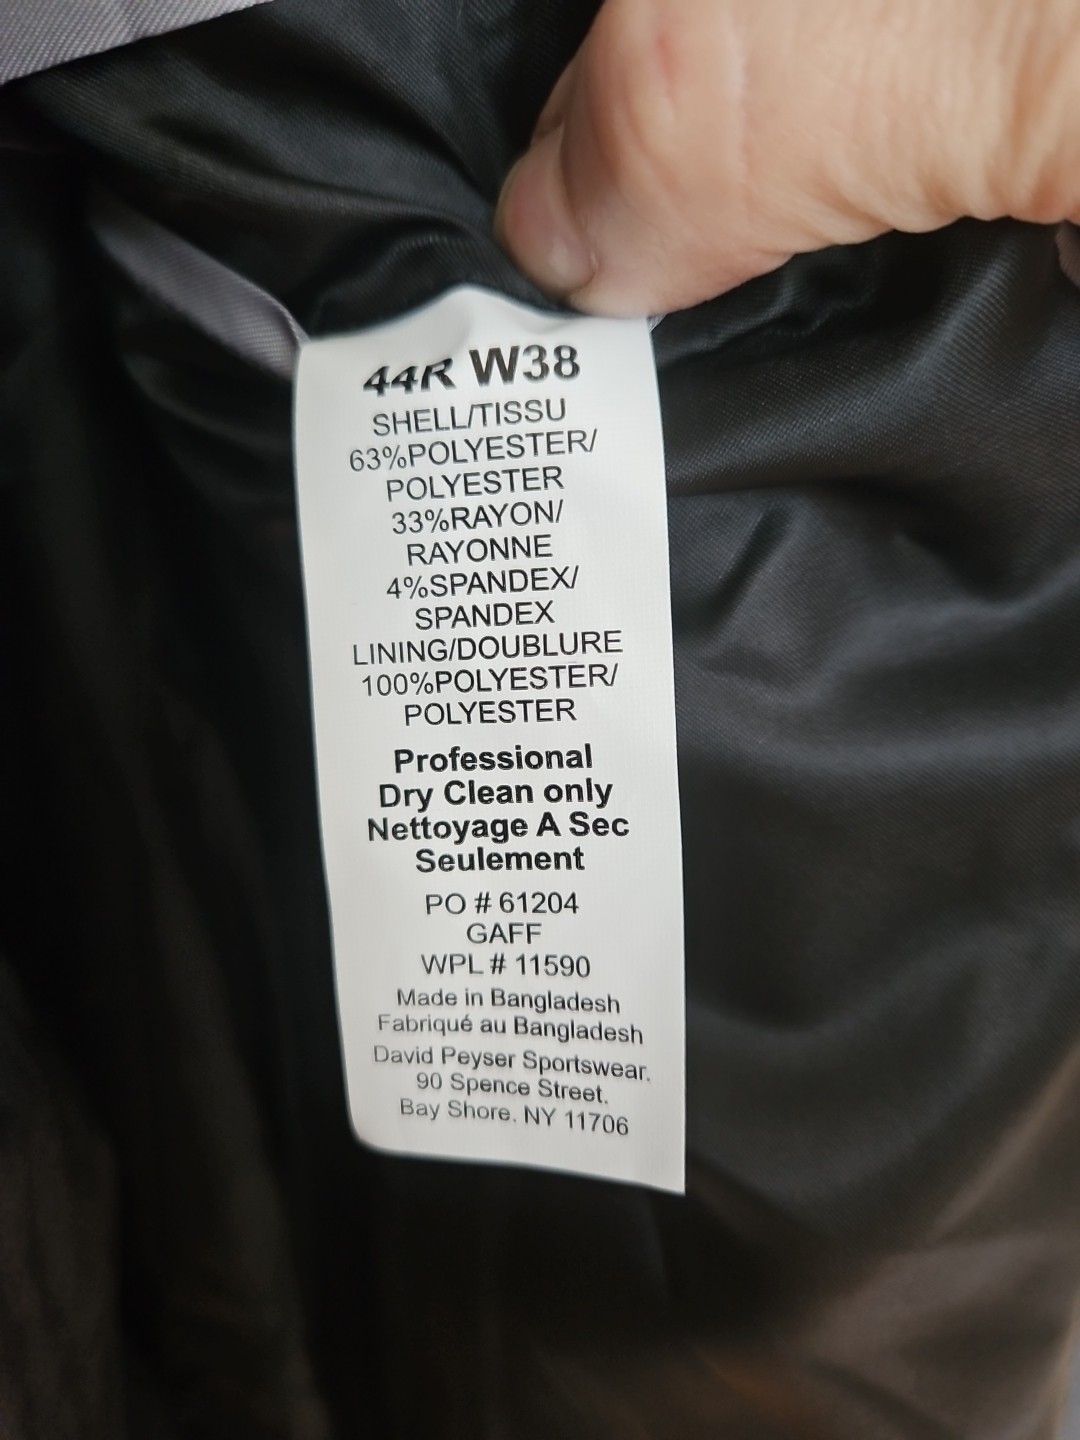 44R W38
SHELL/TISSU
63%POLYESTER/
POLYESTER
33%RAYON/
RAYONNE
4%SPANDEX/
SPANDEX
LINING/DOUBLURE
100%POLYESTER/
POLYESTER
Professional
Dry Clean only
Nettoyage A Sec
Seulement
PO # 61204
GAFF
WPL # 11590
Made in Bangladesh
Fabriqué au Bangladesh
David Peyser Sportswear.
90 Spence Street.
Bay Shore. NY 11706